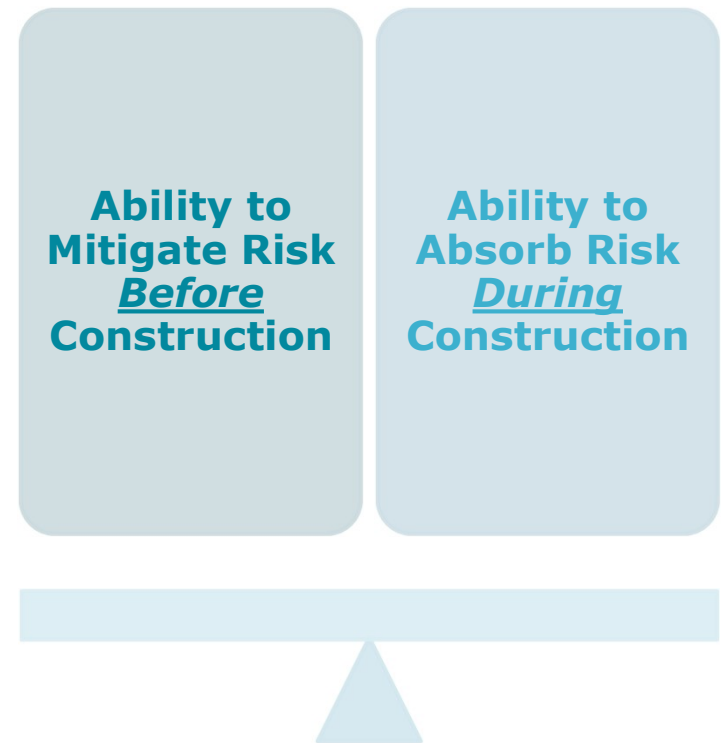 Ability to
Mitigate Risk
Before
Construction
Ability to
Absorb Risk
During
Construction